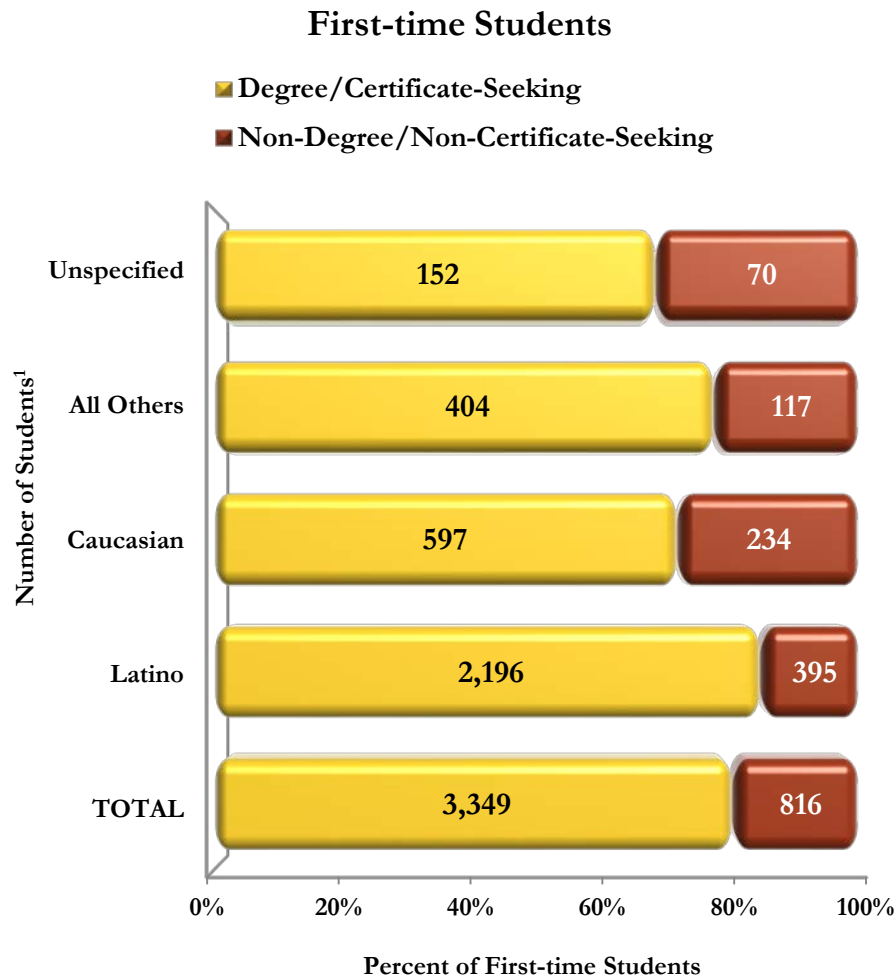 First-time Students
Degree/Certificate-Seeking
Non-Degree/Non-Certificate-Seeking
Number of Students¹
Unspecified 152 70
All Others 404 117
Caucasian 597 234
Latino 2,196 395
TOTAL 3,349 816
0% 20% 40% 60% 80% 100%
Percent of First-time Students